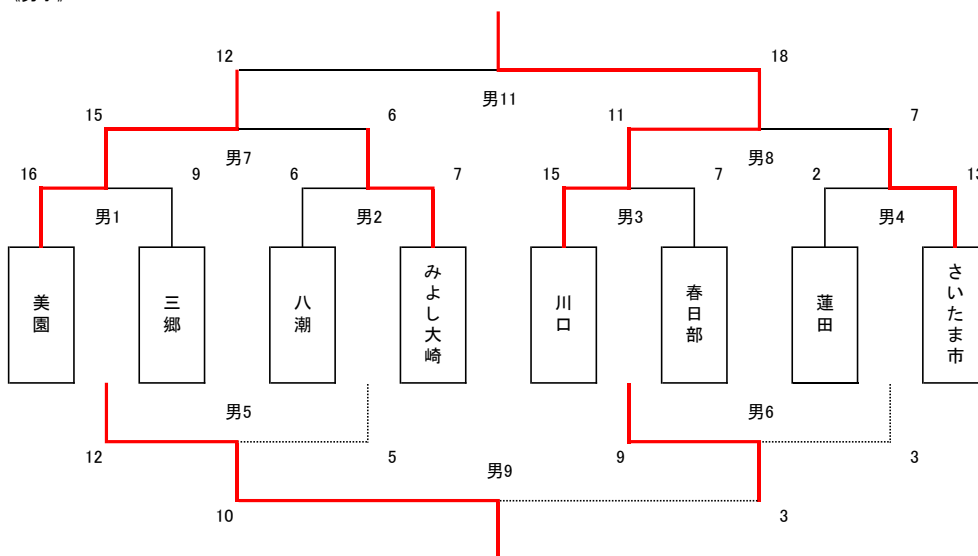 12 18
男11
15 6 11 7
男7 男8
16 9 6 7 15 7 2 13
男1 男2 男3 男4
美園
三郷
八潮
みよし大崎
川口
春日部
蓮田
さいたま市
男5 男6
12 5 男9 9 3
10 3